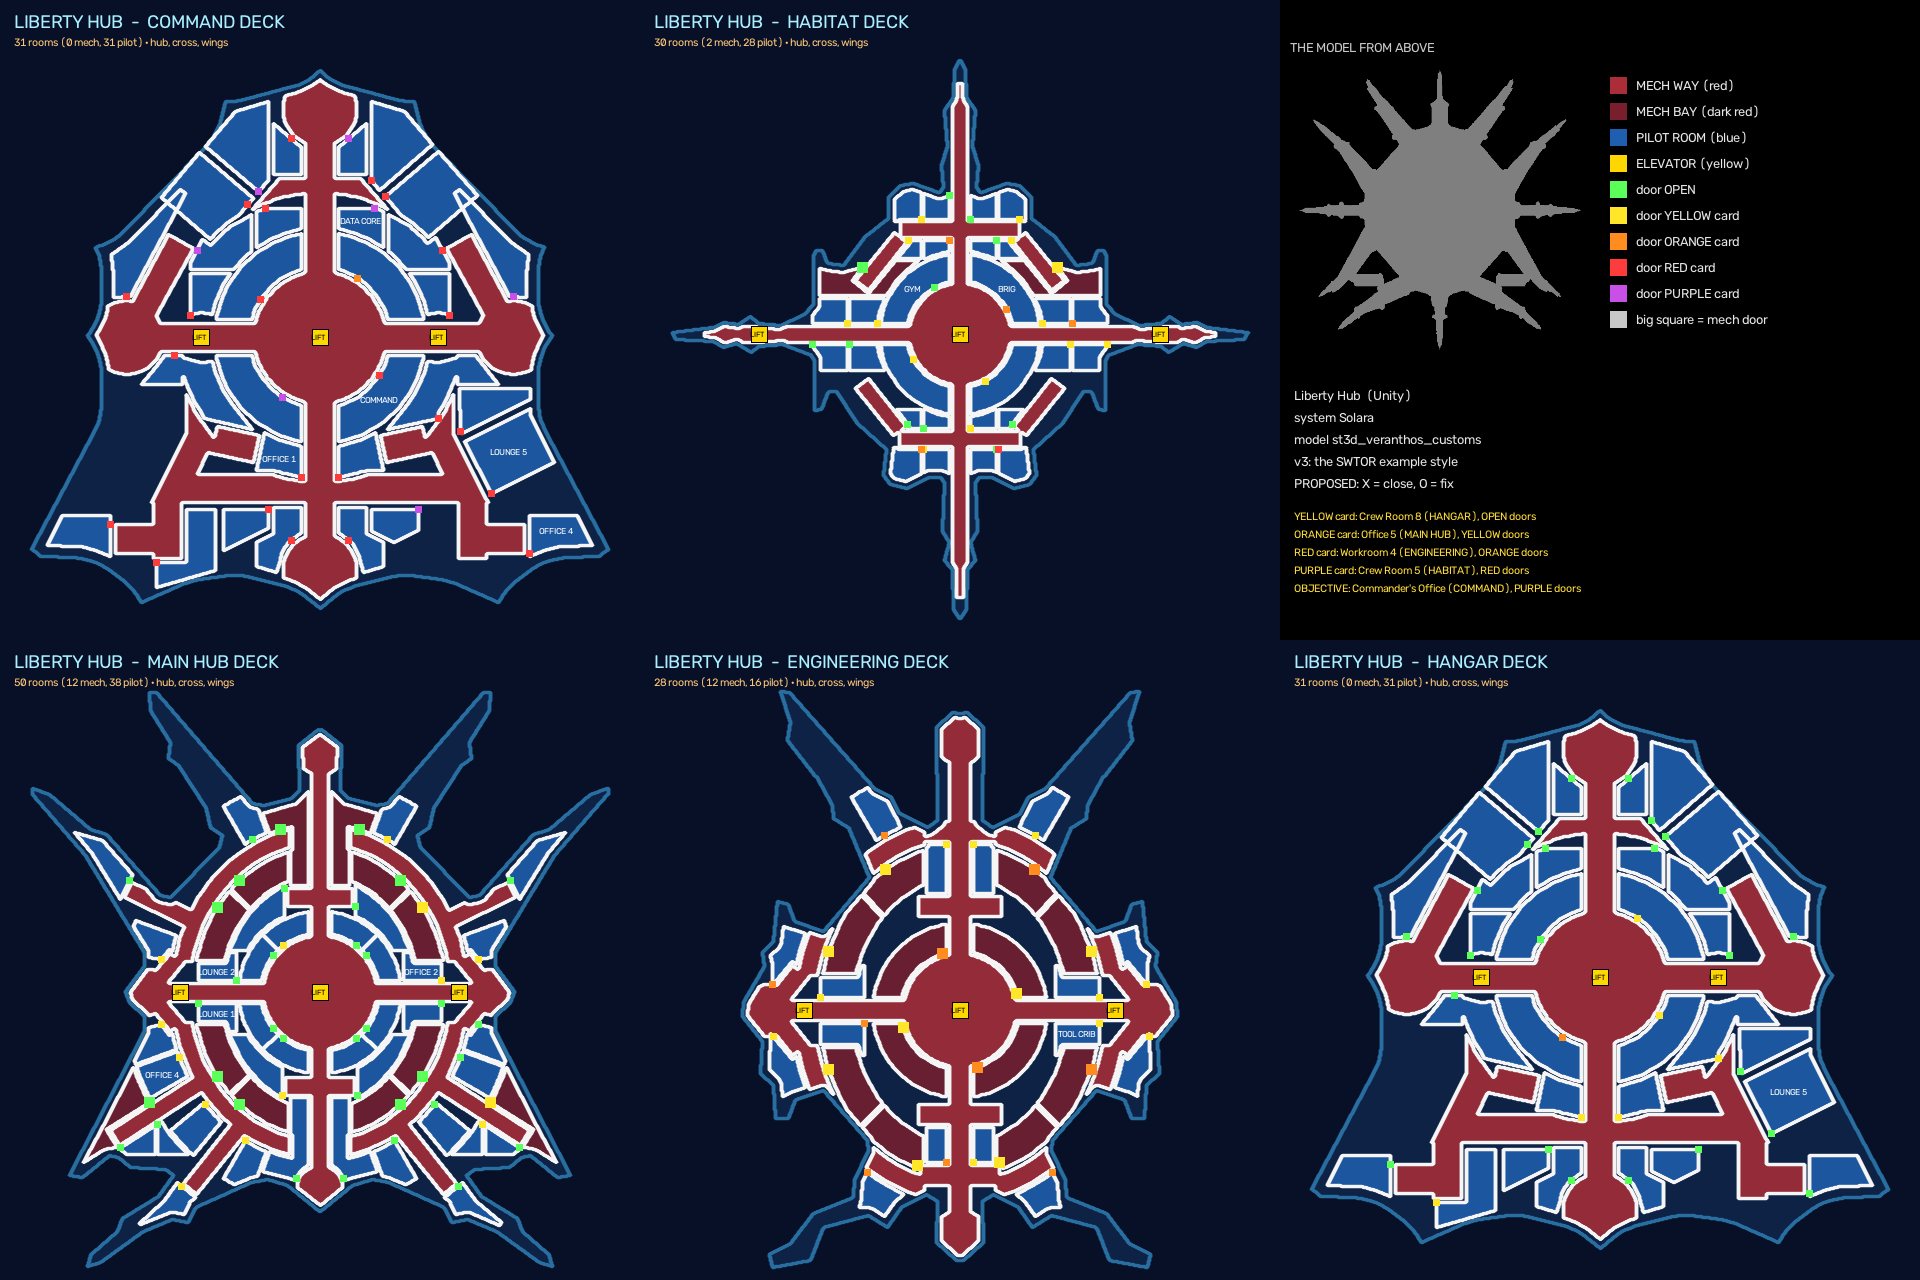 LIBERTY HUB - COMMAND DECK
31 rooms (0 mech, 31 pilot) • hub, cross, wings
DATA CORE
LIFT
LIFT
LIFT
COMMAND
OFFICE 1
LOUNGE 5
OFFICE 4
LIBERTY HUB - HABITAT DECK
30 rooms (2 mech, 28 pilot) • hub, cross, wings
GYM
BRIG
LIFT
LIFT
LIFT
THE MODEL FROM ABOVE
MECH WAY (red)
MECH BAY (dark red)
PILOT ROOM (blue)
ELEVATOR (yellow)
door OPEN
door YELLOW card
door ORANGE card
door RED card
door PURPLE card
big square = mech door
Liberty Hub (Unity)
system Solara
model st3d_veranthos_customs
v3: the SWTOR example style
PROPOSED: X = close, O = fix
YELLOW card: Crew Room 8 (HANGAR), OPEN doors
ORANGE card: Office 5 (MAIN HUB), YELLOW doors
RED card: Workroom 4 (ENGINEERING), ORANGE doors
PURPLE card: Crew Room 5 (HABITAT), RED doors
OBJECTIVE: Commander's Office (COMMAND), PURPLE doors
LIBERTY HUB - MAIN HUB DECK
50 rooms (12 mech, 38 pilot) • hub, cross, wings
LOUNGE 2
OFFICE 2
LIFT
LIFT
LIFT
LOUNGE 1
OFFICE 4
LIBERTY HUB - ENGINEERING DECK
28 rooms (12 mech, 16 pilot) • hub, cross, wings
LIFT
LIFT
LIFT
TOOL CRIB
LIBERTY HUB - HANGAR DECK
31 rooms (0 mech, 31 pilot) • hub, cross, wings
LIFT
LIFT
LIFT
LOUNGE 5